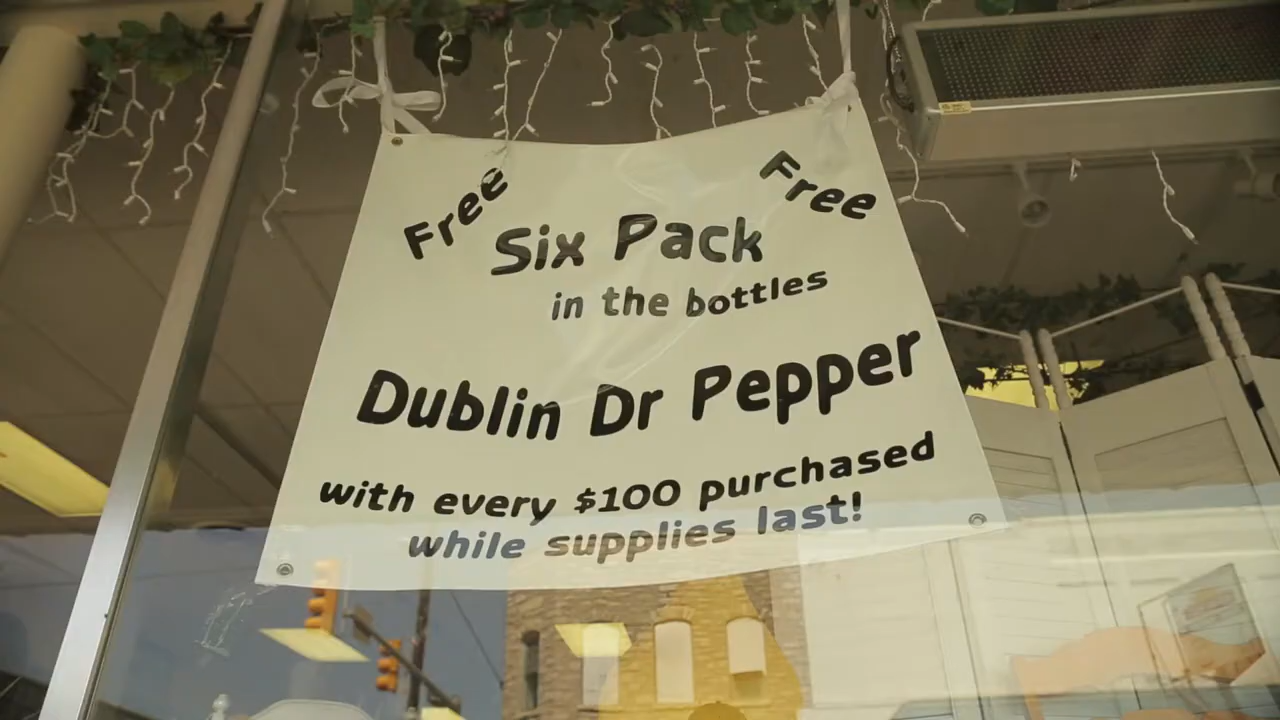 Free Free
Six Pack
in the bottles
Dublin Dr Pepper
with every $100 purchased
while supplies last!